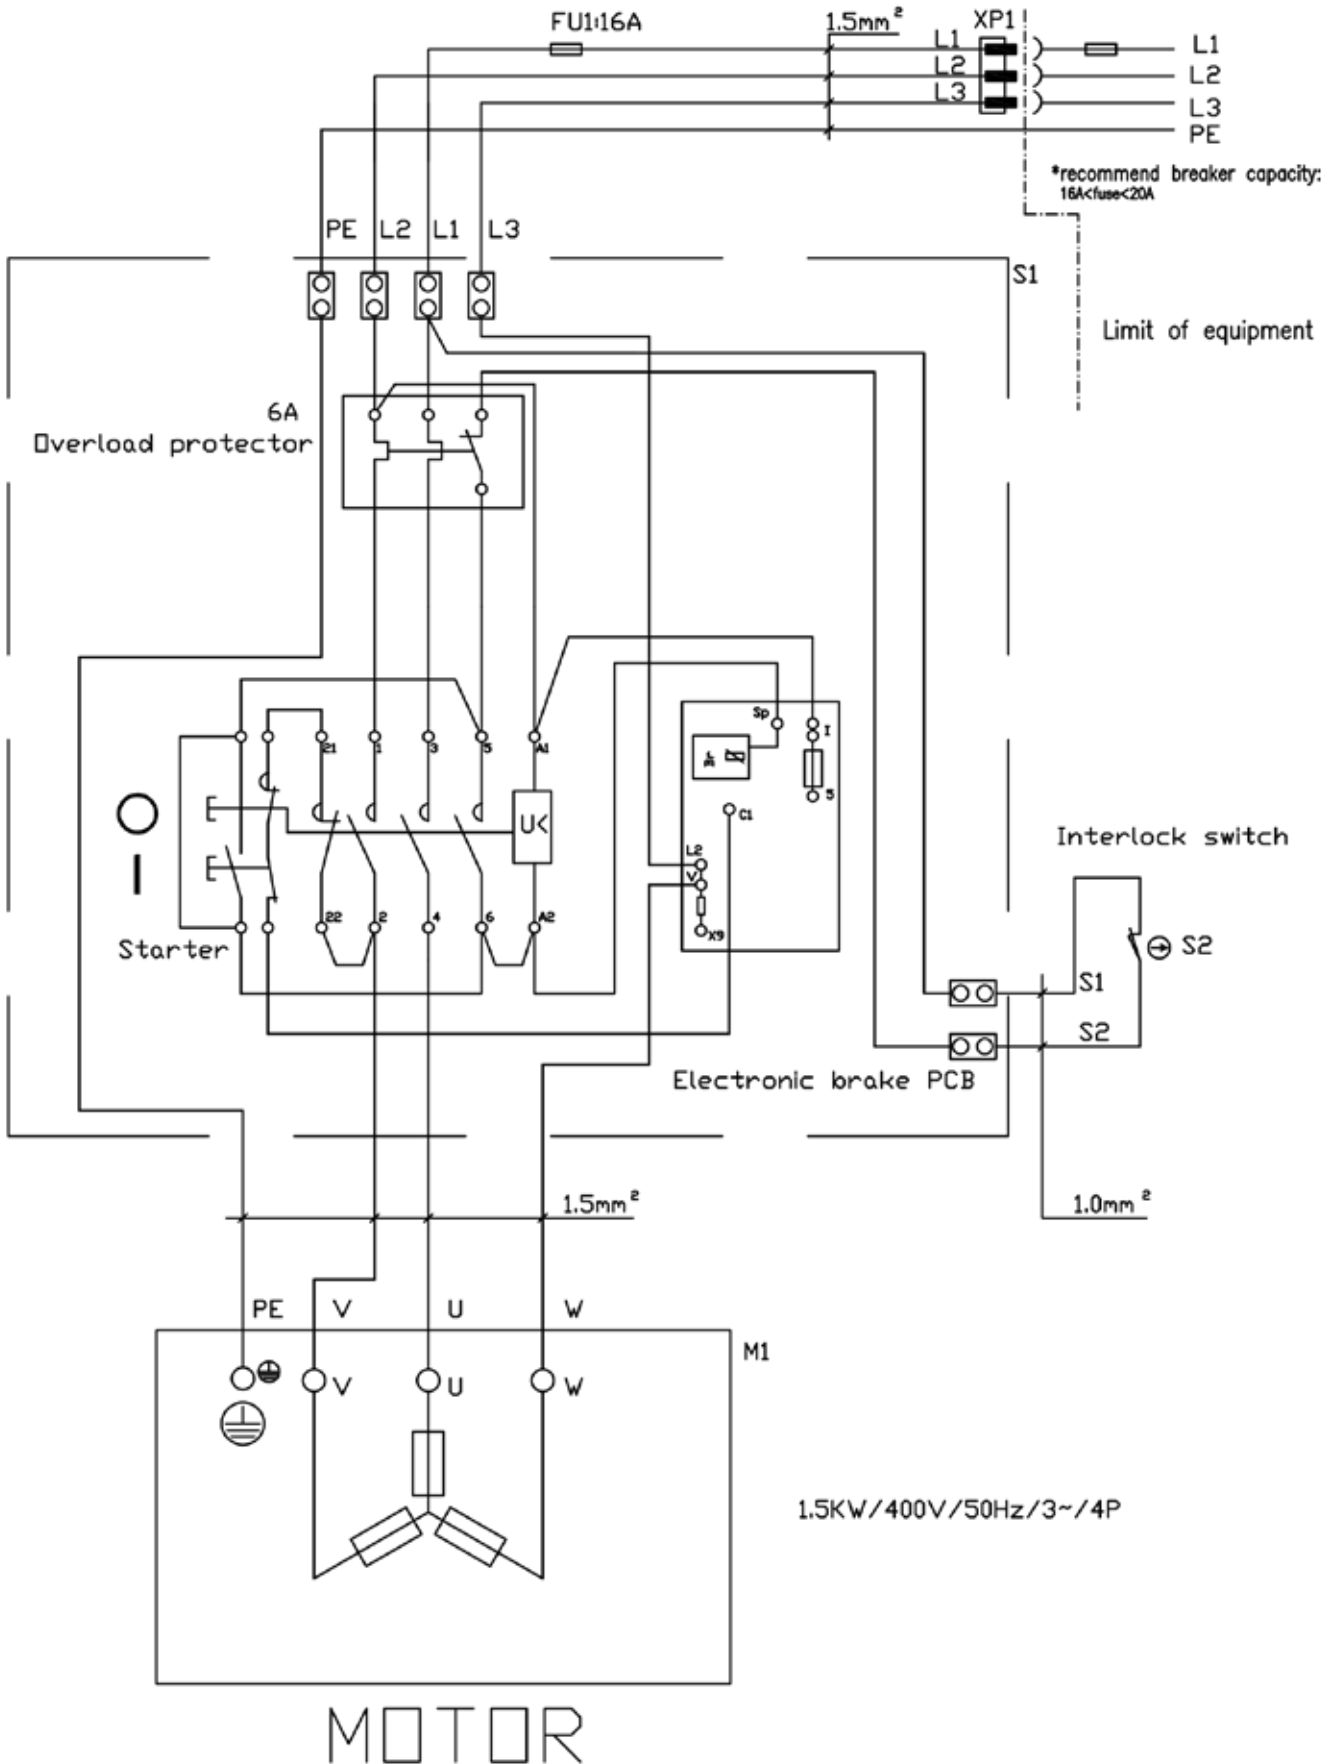 FU1:16A
1.5mm²
XP1
L1
L2
L3
L1
L2
L3
PE
*recommend breaker capacity:
16A<fuse<20A
PE L2 L1 L3
S1
Limit of equipment
6A
Overload protector
21 1 3 5 A1
Sp
I
5
C1
U<
L2
V
X9
Interlock switch
22 2 4 6 A2
Starter
S2
S1
S2
Electronic brake PCB
1.5mm²
1.0mm²
PE V U W
M1
V U W
1.5KW/400V/50Hz/3~/4P
MOTOR